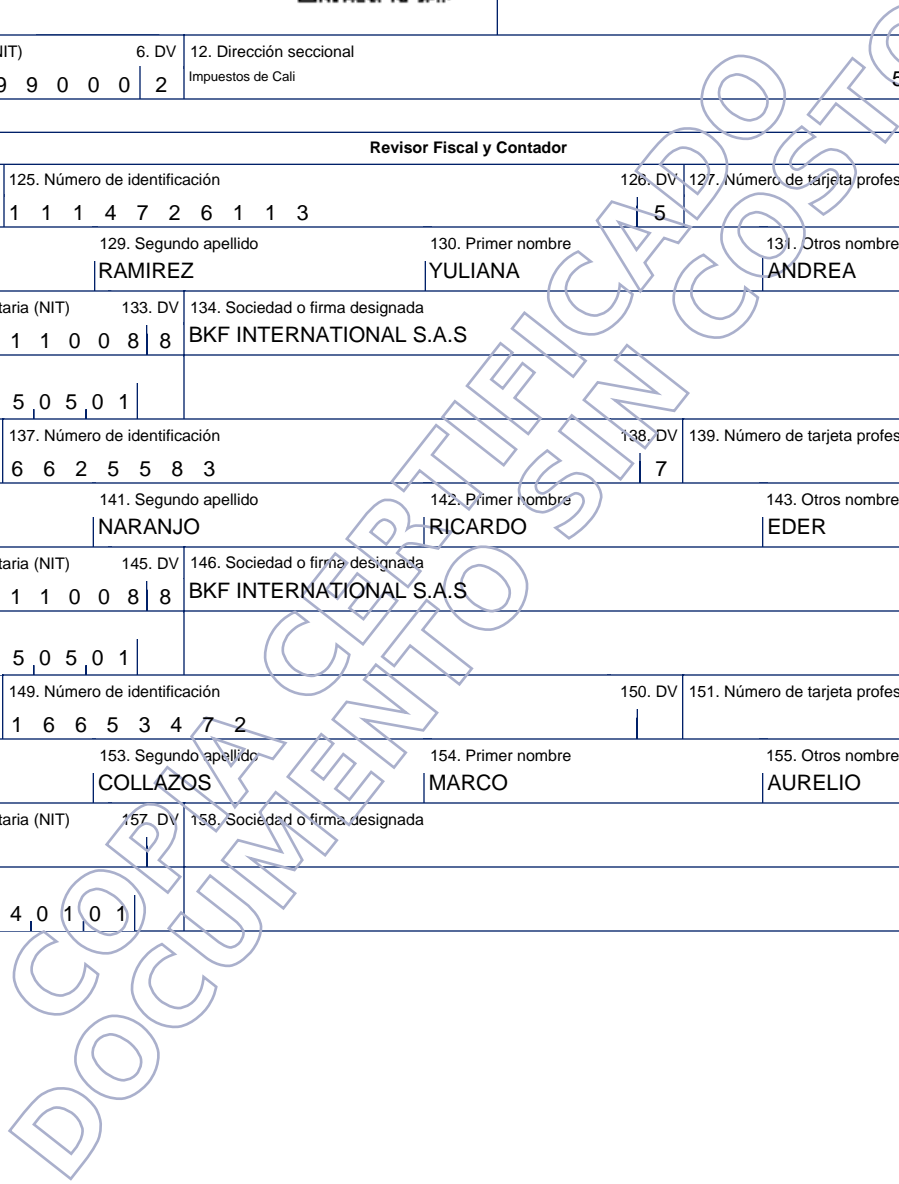 NIT) 6. DV 12. Dirección seccional
9 9 0 0 0 2 Impuestos de Cali 5
Revisor Fiscal y Contador
125. Número de identificación 126. DV 127. Número de tarjeta profes
1 1 1 4 7 2 6 1 1 3 5
129. Segundo apellido 130. Primer nombre 131. Otros nombre
RAMIREZ YULIANA ANDREA
taria (NIT) 133. DV 134. Sociedad o firma designada
1 1 0 0 8 8 BKF INTERNATIONAL S.A.S
5 0 5 0 1
137. Número de identificación 138. DV 139. Número de tarjeta profes
6 6 2 5 5 8 3 7
141. Segundo apellido 142. Primer nombre 143. Otros nombre
NARANJO RICARDO EDER
taria (NIT) 145. DV 146. Sociedad o firma designada
1 1 0 0 8 8 BKF INTERNATIONAL S.A.S
5 0 5 0 1
149. Número de identificación 150. DV 151. Número de tarjeta profes
1 6 6 5 3 4 7 2
153. Segundo apellido 154. Primer nombre 155. Otros nombre
COLLAZOS MARCO AURELIO
taria (NIT) 157. DV 158. Sociedad o firma designada
4 0 1 0 1
COPIA CERTIFICADO
DOCUMENTO SIN COSTO